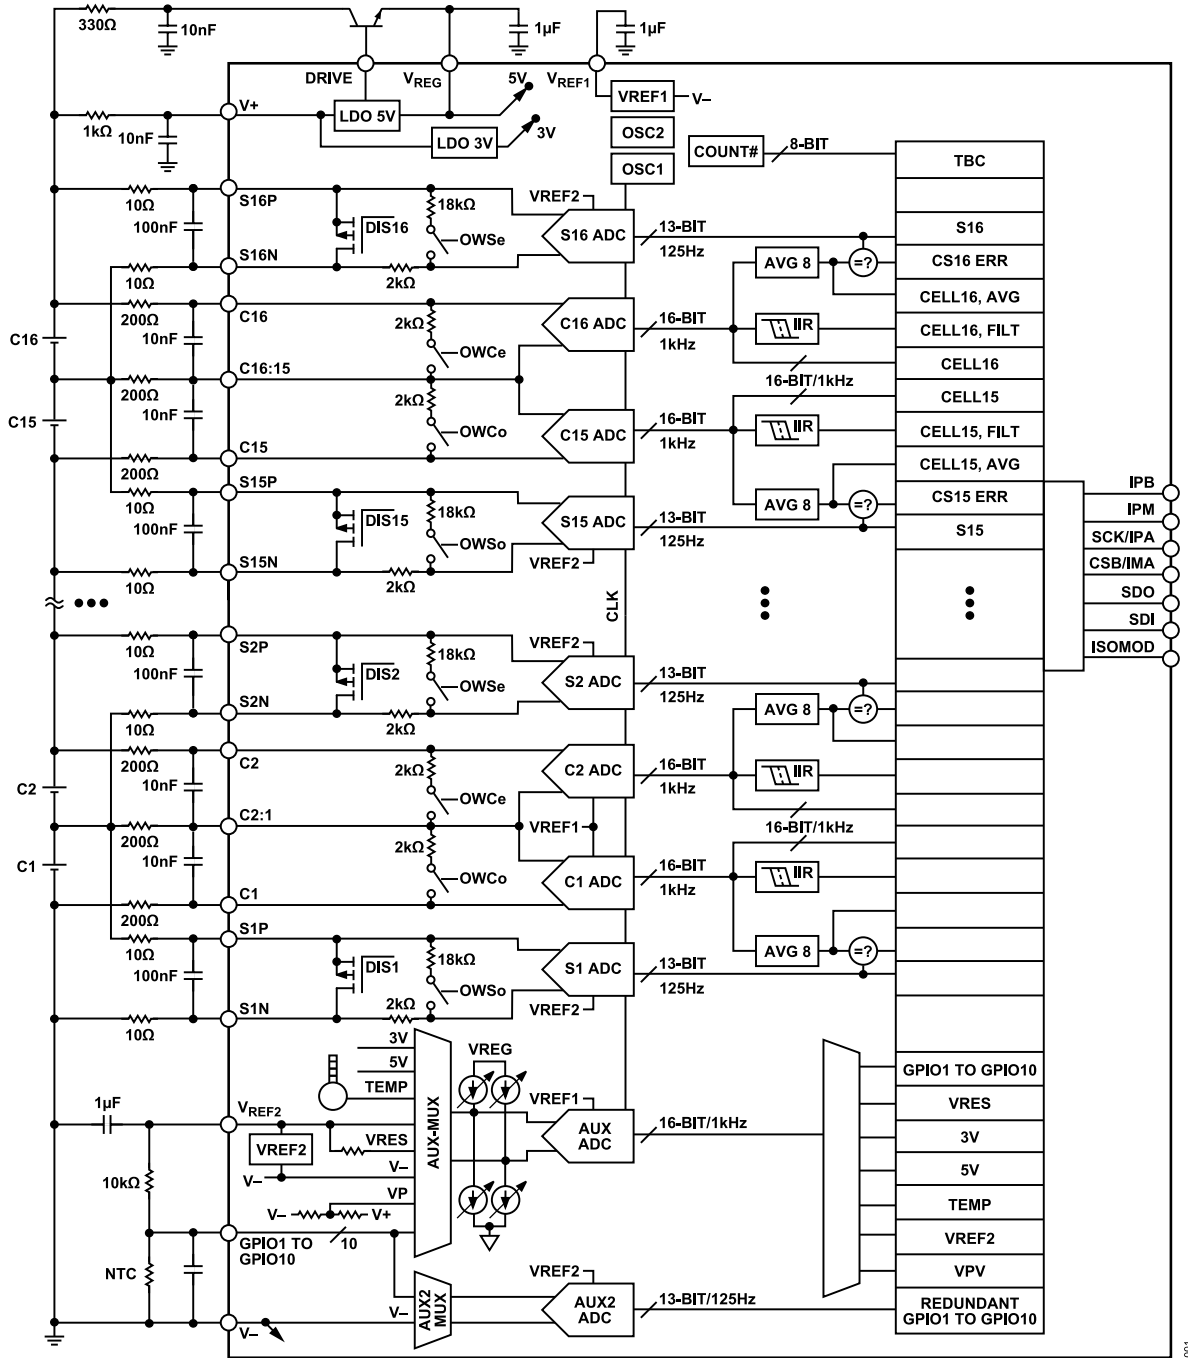 330Ω
10nF
1µF
1µF
DRIVE
VREG
5V
VREF1
VREF1
V–
V+
LDO 5V
3V
1kΩ
10nF
LDO 3V
OSC2
COUNT#
8-BIT
TBC
OSC1
S16P
VREF2
10Ω
18kΩ
100nF
DIS16
OWSe
S16 ADC
13-BIT
125Hz
S16
S16N
10Ω
2kΩ
AVG 8
=?
CS16 ERR
CELL16, AVG
200Ω
C16
2kΩ
C16
10nF
OWCe
C16 ADC
16-BIT
1kHz
IIR
CELL16, FILT
CELL16
C16:15
200Ω
2kΩ
16-BIT/1kHz
CELL15
C15
10nF
OWCo
C15 ADC
16-BIT
1kHz
IIR
CELL15, FILT
C15
200Ω
CELL15, AVG
S15P
10Ω
18kΩ
AVG 8
=?
CS15 ERR
100nF
DIS15
OWSo
S15 ADC
13-BIT
125Hz
S15
S15N
10Ω
2kΩ
VREF2
IPB
IPM
SCK/IPA
CSB/IMA
SDO
SDI
ISOMOD
CLK
S2P
VREF2
10Ω
18kΩ
100nF
DIS2
OWSe
S2 ADC
13-BIT
125Hz
S2N
10Ω
2kΩ
AVG 8
=?
200Ω
C2
2kΩ
C2
10nF
OWCe
C2 ADC
16-BIT
1kHz
IIR
C2:1
VREF1
200Ω
2kΩ
16-BIT/1kHz
C1
10nF
OWCo
C1 ADC
16-BIT
1kHz
IIR
C1
200Ω
S1P
10Ω
18kΩ
AVG 8
=?
100nF
DIS1
OWSo
S1 ADC
13-BIT
125Hz
S1N
10Ω
2kΩ
VREF2
3V
5V
TEMP
VREG
GPIO1 TO GPIO10
1µF
VREF2
VREF1
VRES
VREF2
VRES
AUX-MUX
AUX
ADC
16-BIT/1kHz
3V
V–
V–
5V
10kΩ
VP
V–
V+
TEMP
GPIO1 TO
GPIO10
10
VREF2
NTC
VREF2
VPV
V–
V–
AUX2
MUX
AUX2
ADC
13-BIT/125Hz
REDUNDANT
GPIO1 TO GPIO10
001